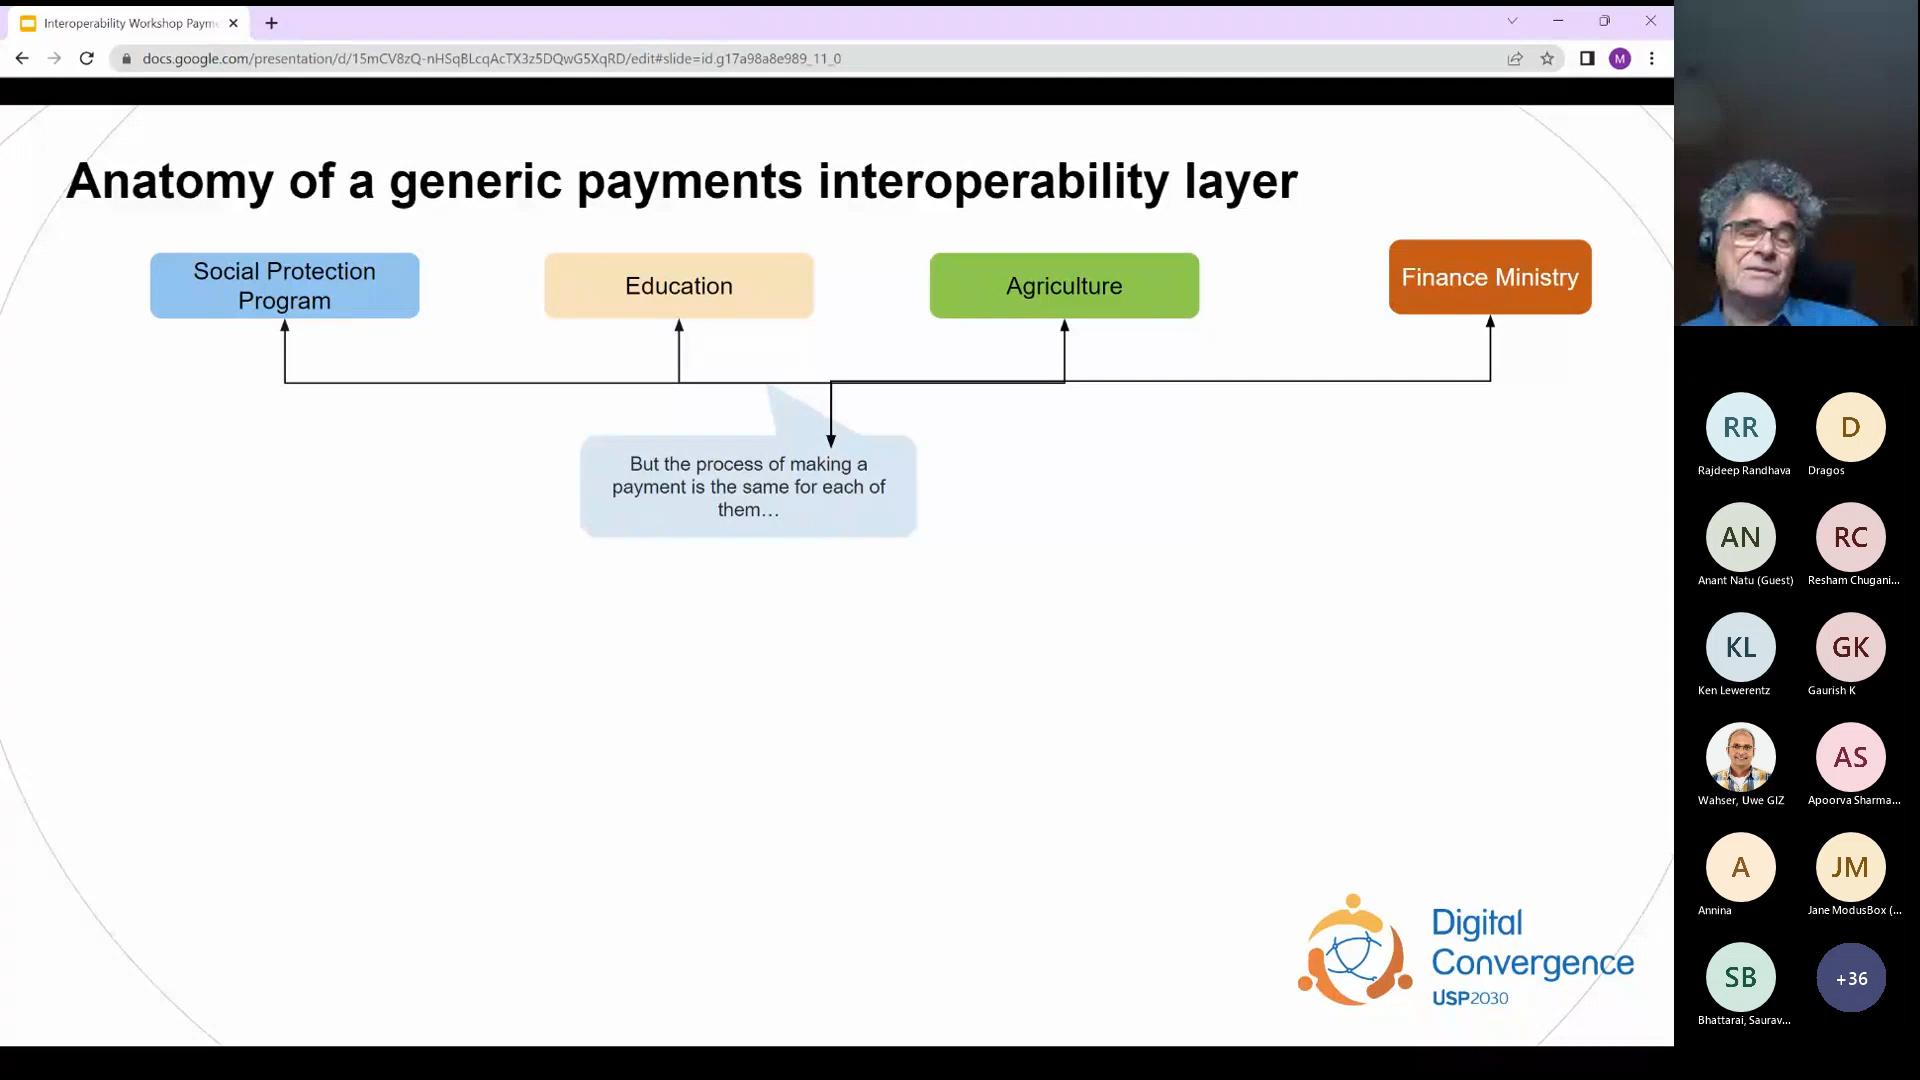 Interoperability Workshop Paym
docs.google.com/presentation/d/15mCV8zQ-nHSqBLcqAcTX3z5DQwG5XqRD/edit#slide=id.g17a98a8e989_11_0
M
Anatomy of a generic payments interoperability layer
Social Protection
Program
Education
Agriculture
Finance Ministry
But the process of making a
payment is the same for each of
them…
Digital
Convergence
USP2030
RR
Rajdeep Randhava
D
Dragos
AN
Anant Natu (Guest)
RC
Resham Chugani...
KL
Ken Lewerentz
GK
Gaurish K
Wahser, Uwe GIZ
AS
Apoorva Sharma...
A
Annina
JM
Jane ModusBox (...
SB
Bhattarai, Saurav...
+36